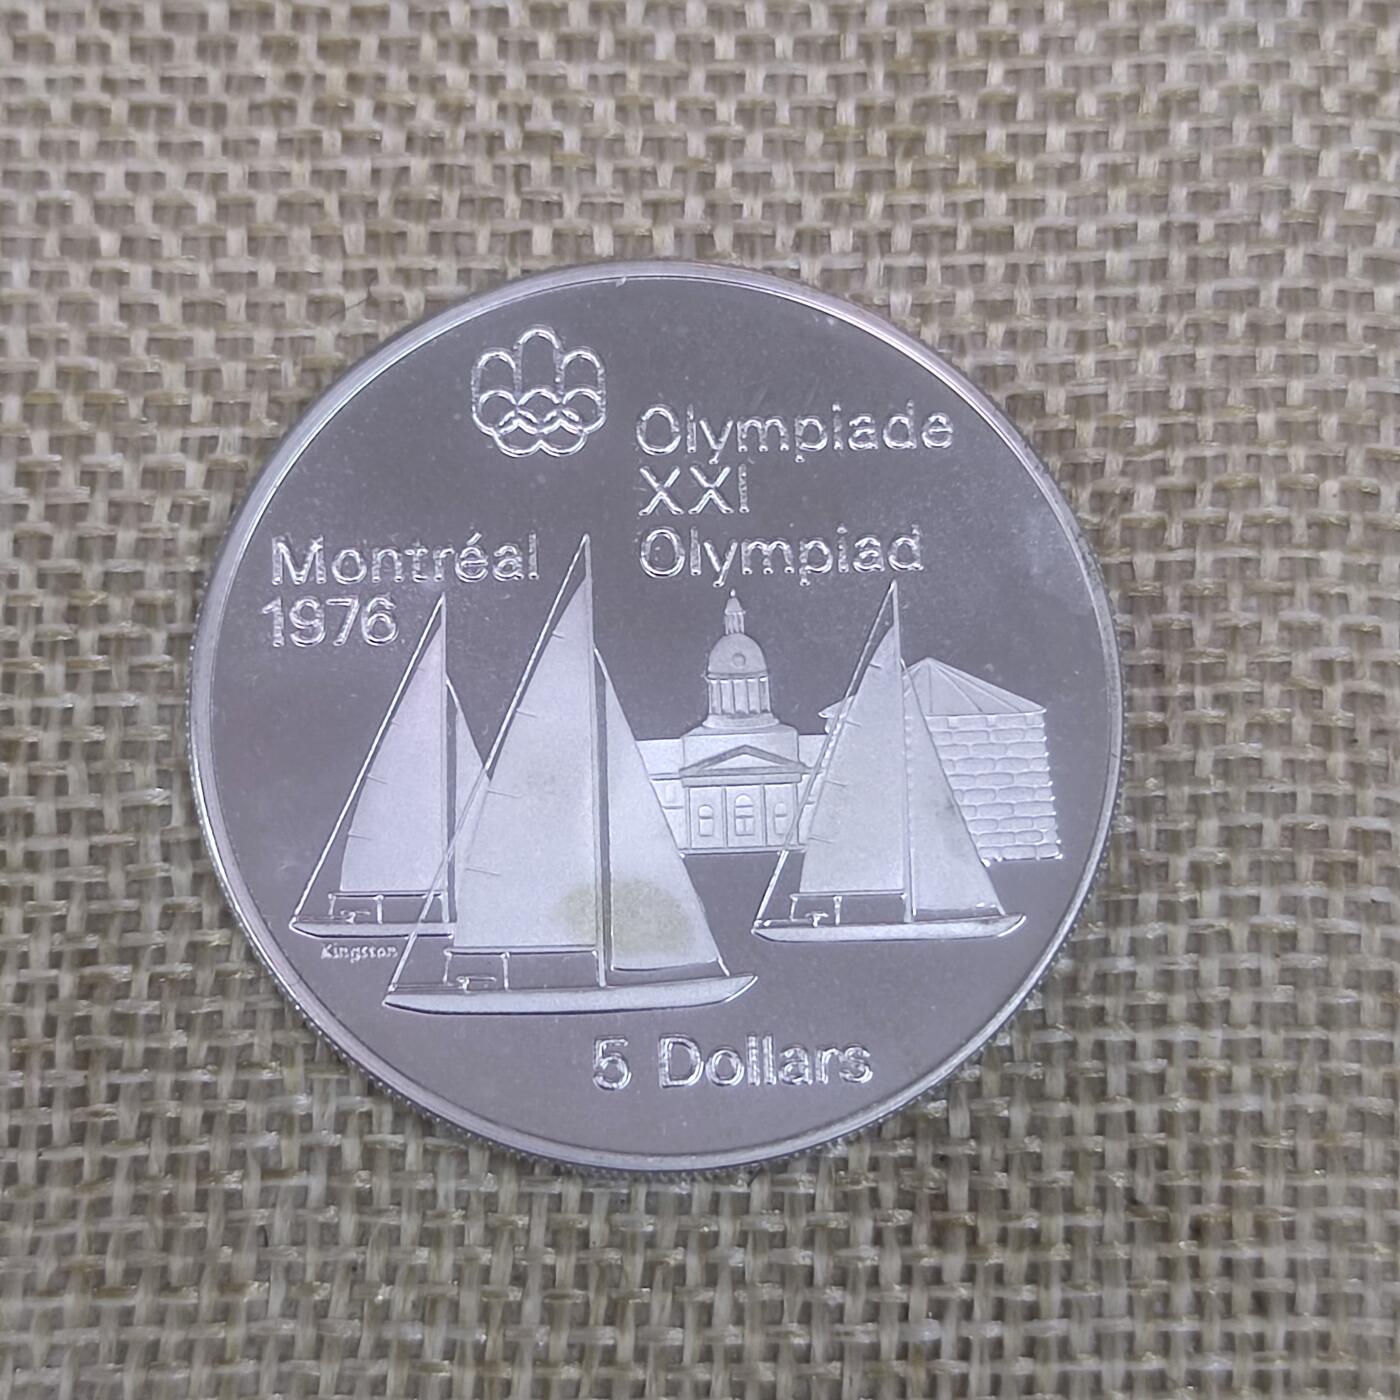 Olympiade
XXI
Olympiad
Montréal
1976
Kingston
5 Dollars